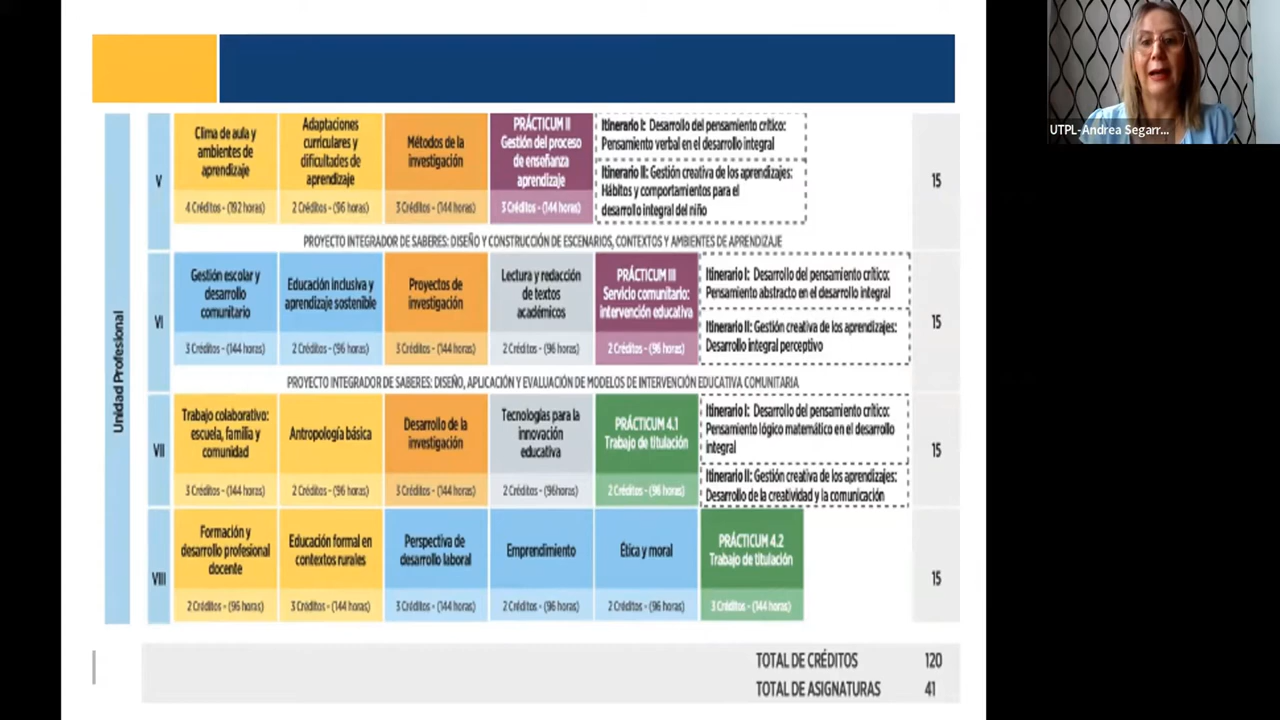 Unidad Profesional
V
Clima de aula y
ambientes de
aprendizaje
4 Créditos - (192 horas)
Adaptaciones
curriculares y
dificultades de
aprendizaje
2 Créditos - (96 horas)
Métodos de la
investigación
3 Créditos - (144 horas)
PRÁCTICUM II
Gestión del proceso
de enseñanza
aprendizaje
3 Créditos - (144 horas)
Itinerario I: Desarrollo del pensamiento crítico:
Pensamiento verbal en el desarrollo integral
Itinerario II: Gestión creativa de los aprendizajes:
Hábitos y comportamientos para el
desarrollo integral del niño
15
PROYECTO INTEGRADOR DE SABERES: DISEÑO Y CONSTRUCCIÓN DE ESCENARIOS, CONTEXTOS Y AMBIENTES DE APRENDIZAJE
VI
Gestión escolar y
desarrollo
comunitario
3 Créditos - (144 horas)
Educación inclusiva y
aprendizaje sostenible
2 Créditos - (96 horas)
Proyectos de
investigación
3 Créditos - (144 horas)
Lectura y redacción
de textos
académicos
2 Créditos - (96 horas)
PRÁCTICUM III
Servicio comunitario:
intervención educativa
2 Créditos - (96 horas)
Itinerario I: Desarrollo del pensamiento crítico:
Pensamiento abstracto en el desarrollo integral
Itinerario II: Gestión creativa de los aprendizajes:
Desarrollo integral perceptivo
15
PROYECTO INTEGRADOR DE SABERES: DISEÑO, APLICACIÓN Y EVALUACIÓN DE MODELOS DE INTERVENCIÓN EDUCATIVA COMUNITARIA
VII
Trabajo colaborativo:
escuela, familia y
comunidad
3 Créditos - (144 horas)
Antropología básica
2 Créditos - (96 horas)
Desarrollo de la
investigación
3 Créditos - (144 horas)
Tecnologías para la
innovación
educativa
2 Créditos - (96horas)
PRÁCTICUM 4.1
Trabajo de titulación
2 Créditos - (96 horas)
Itinerario I: Desarrollo del pensamiento crítico:
Pensamiento lógico matemático en el desarrollo
integral
Itinerario II: Gestión creativa de los aprendizajes:
Desarrollo de la creatividad y la comunicación
15
VIII
Formación y
desarrollo profesional
docente
2 Créditos - (96 horas)
Educación formal en
contextos rurales
3 Créditos - (144 horas)
Perspectiva de
desarrollo laboral
3 Créditos - (144 horas)
Emprendimiento
2 Créditos - (96 horas)
Ética y moral
2 Créditos - (96 horas)
PRÁCTICUM 4.2
Trabajo de titulación
3 Créditos - (144 horas)
15
TOTAL DE CRÉDITOS 120
TOTAL DE ASIGNATURAS 41
UTPL-Andrea Segarr...